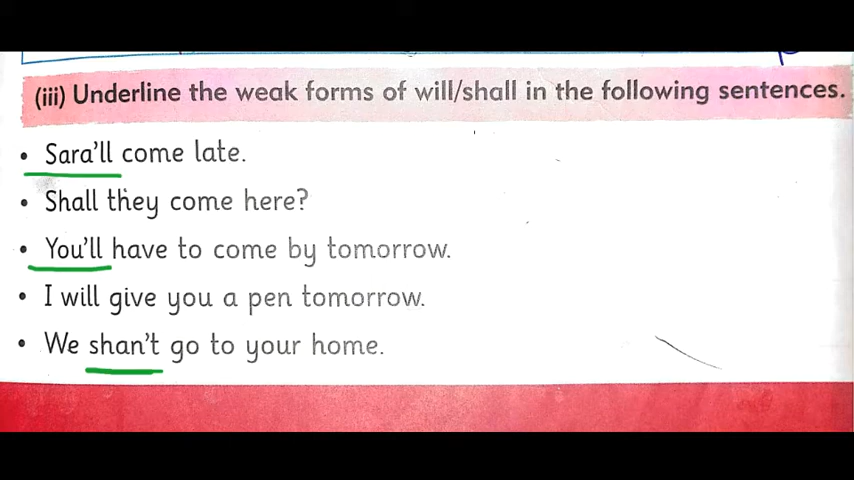 (iii) Underline the weak forms of will/shall in the following sentences.
• Sara'll come late.
• Shall they come here?
• You'll have to come by tomorrow.
• I will give you a pen tomorrow.
• We shan't go to your home.